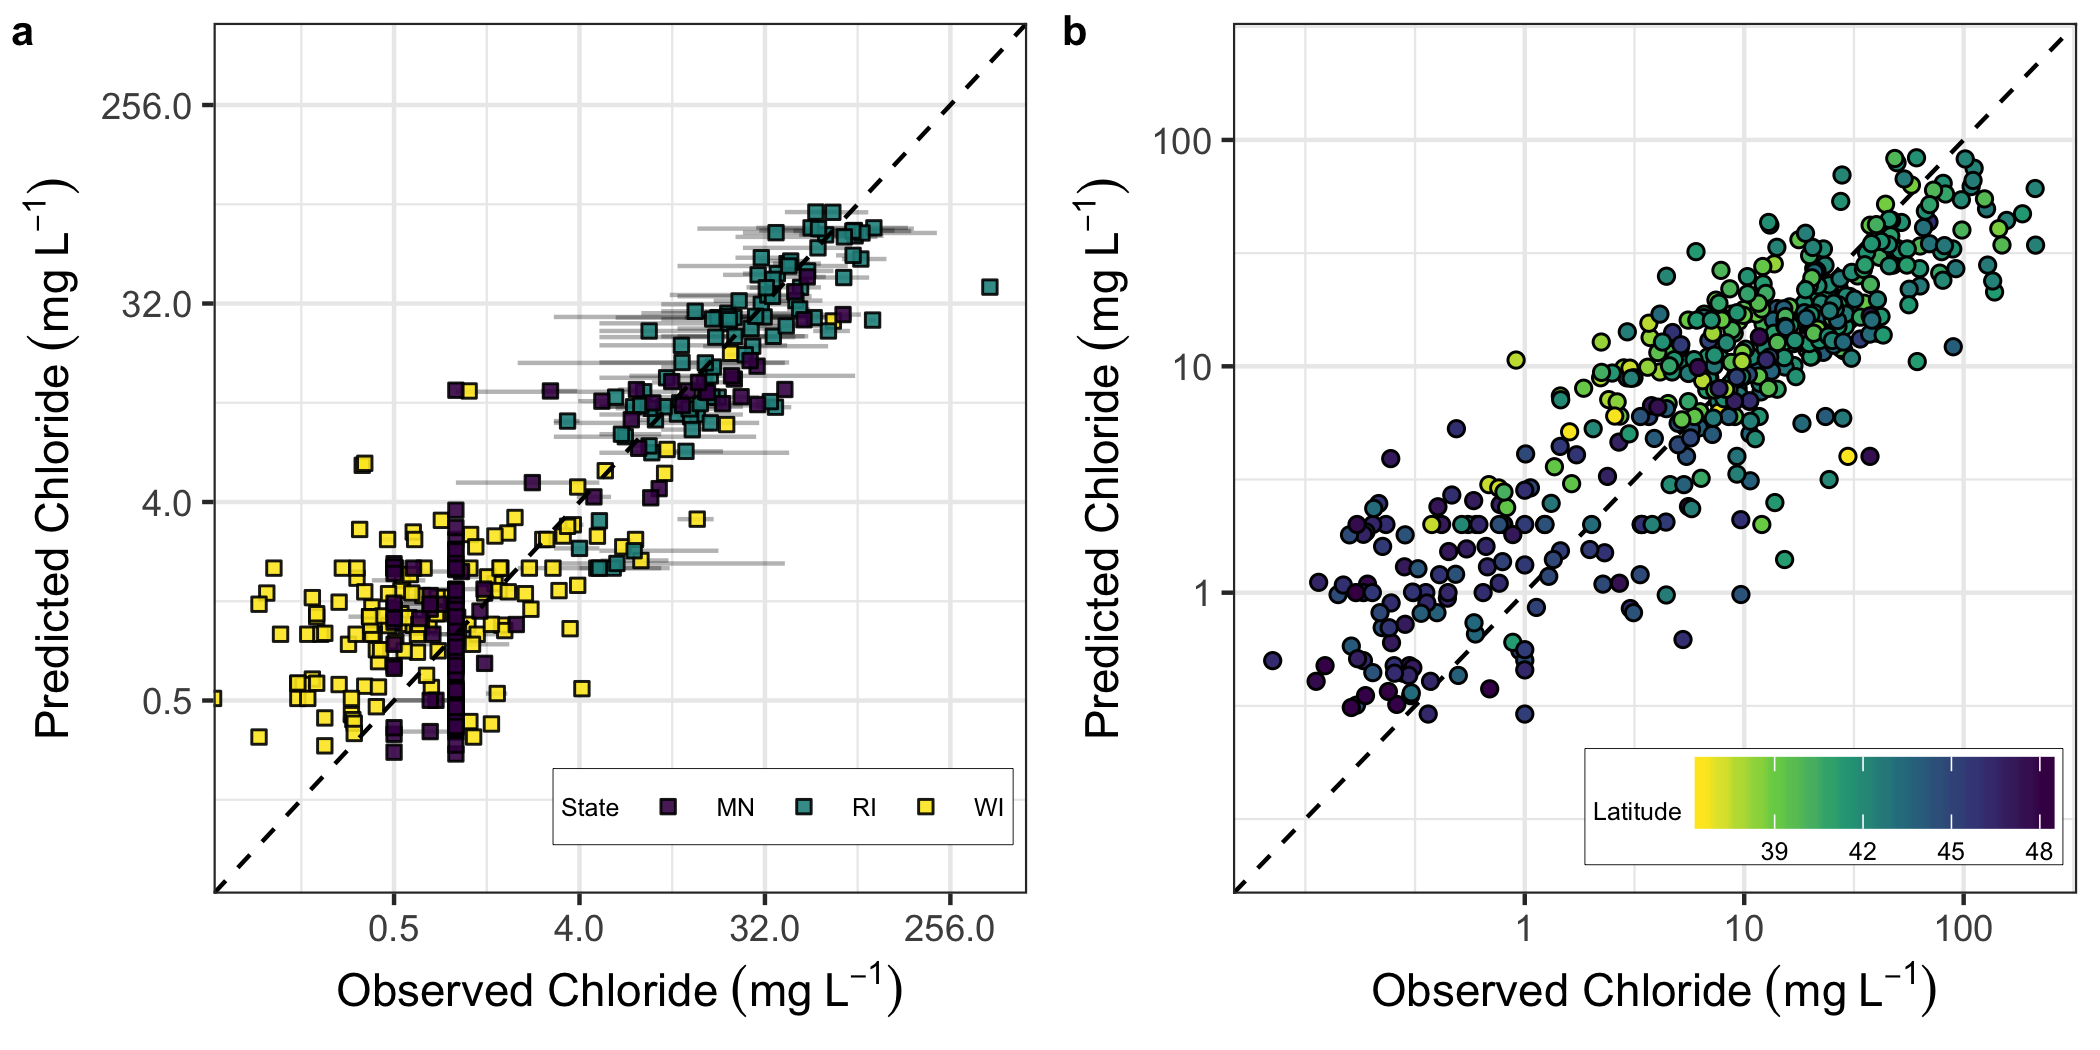 a
256.0
32.0
4.0
0.5
Predicted Chloride (mg L⁻¹)
State MN RI WI
0.5 4.0 32.0 256.0
Observed Chloride (mg L⁻¹)
b
100
10
1
Predicted Chloride (mg L⁻¹)
Latitude
39 42 45 48
1 10 100
Observed Chloride (mg L⁻¹)